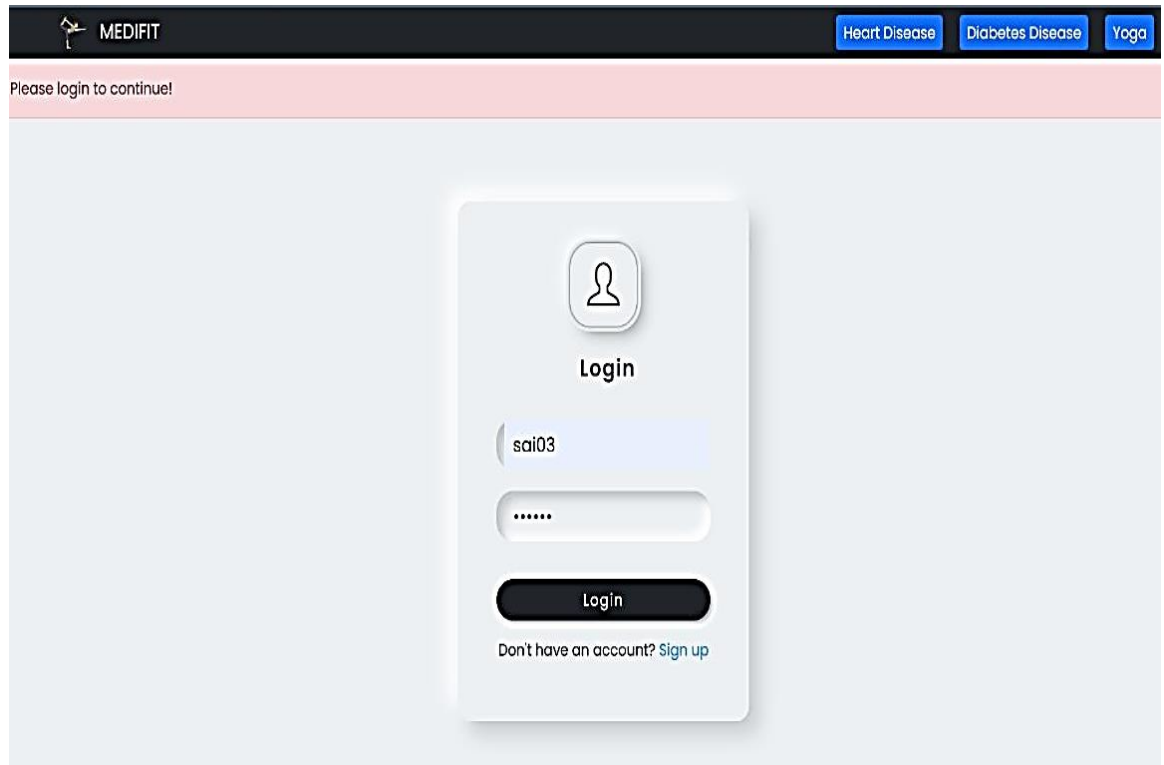 MEDIFIT Heart Disease Diabetes Disease Yoga
Please login to continue!
Login
sai03
••••••
Login
Don't have an account? Sign up